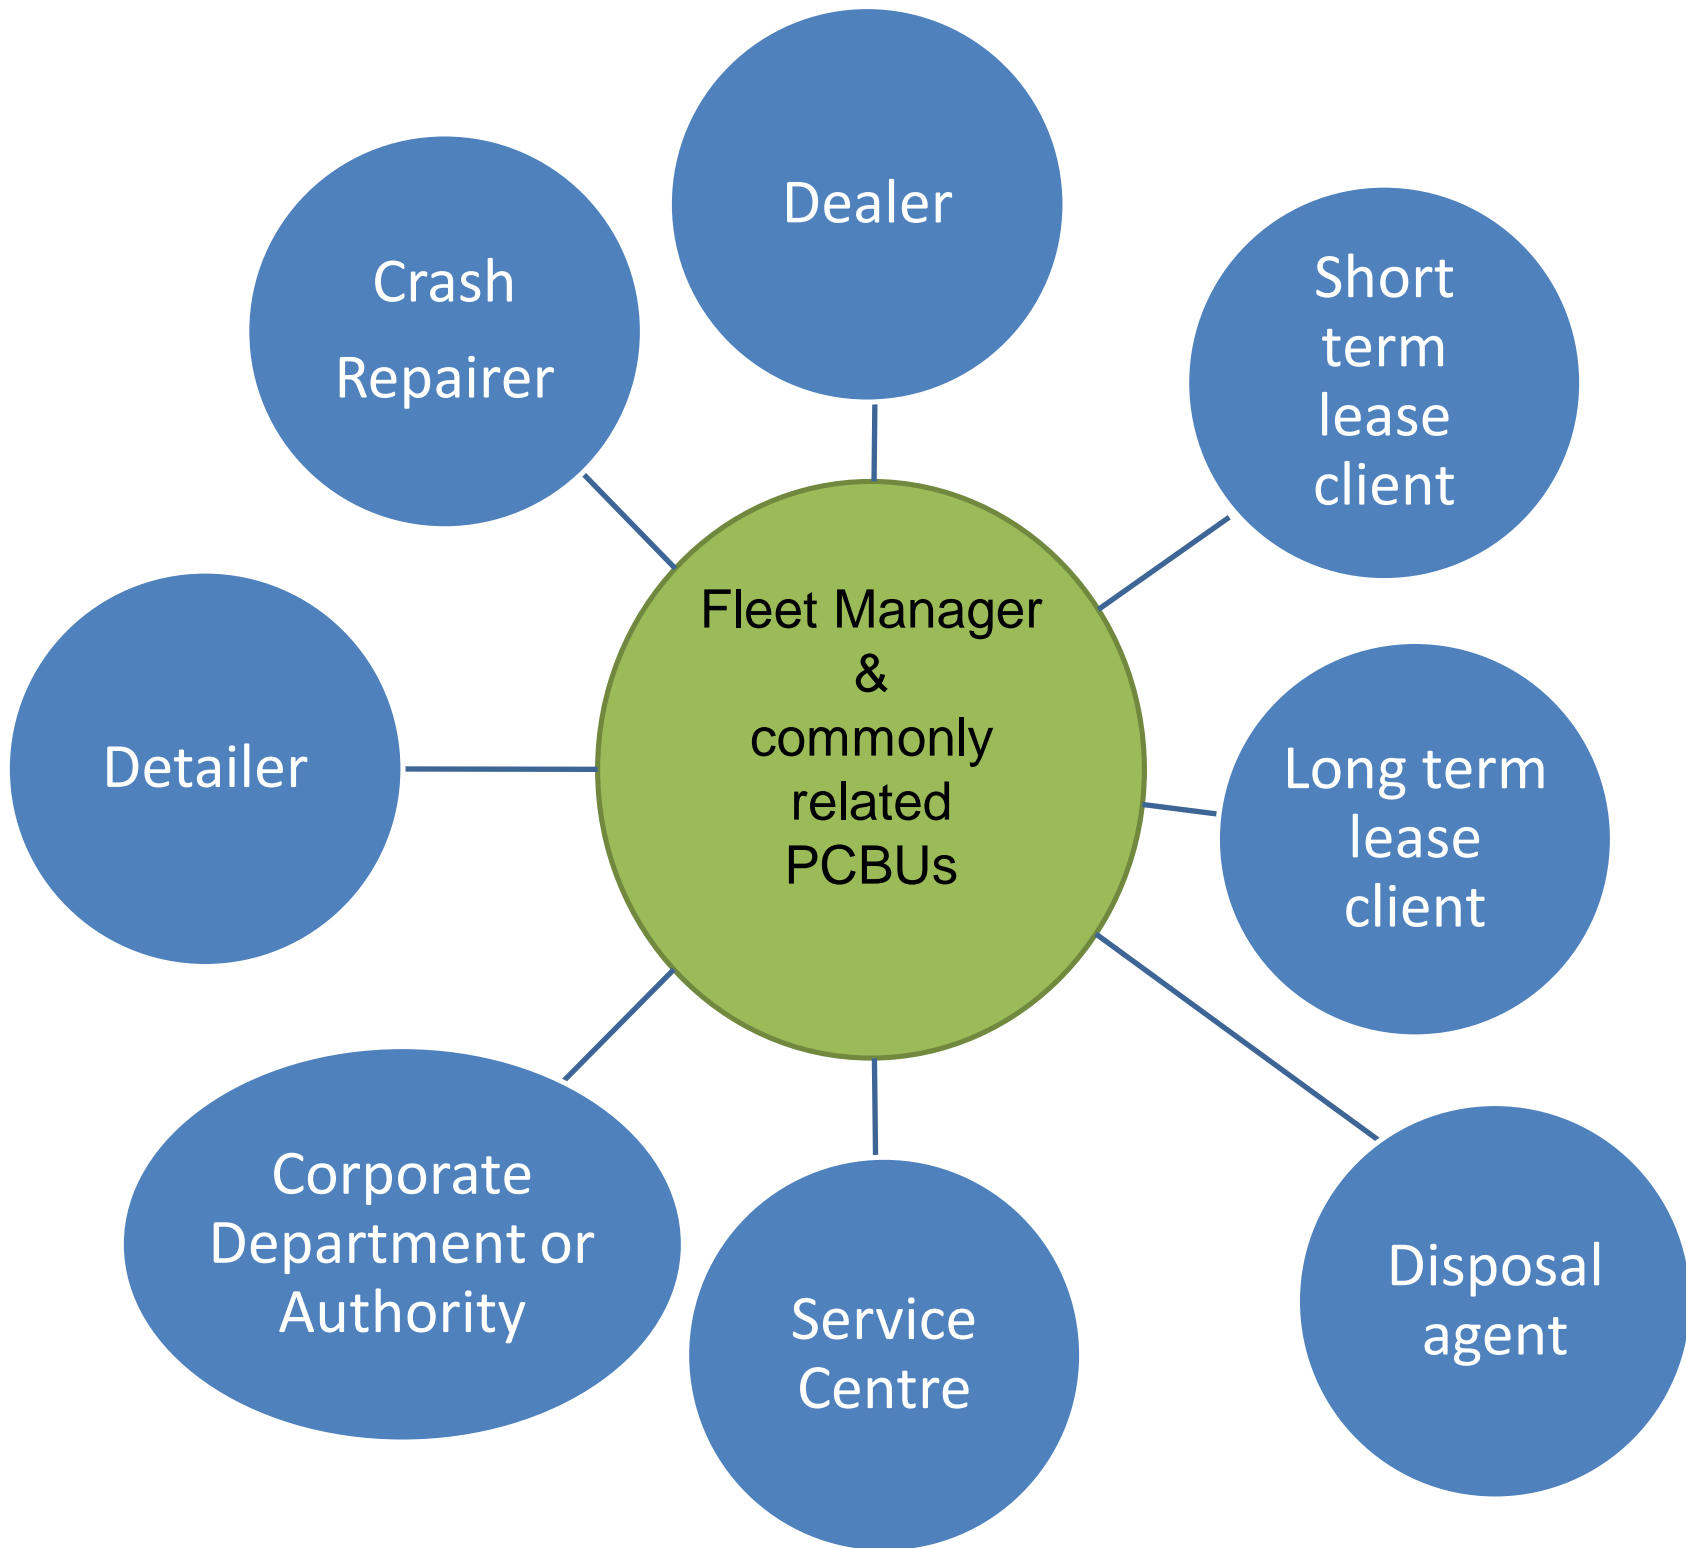 Dealer
Crash
Repairer
Short
term
lease
client
Fleet Manager
&
commonly
related
PCBUs
Detailer
Long term
lease
client
Corporate
Department or
Authority
Service
Centre
Disposal
agent